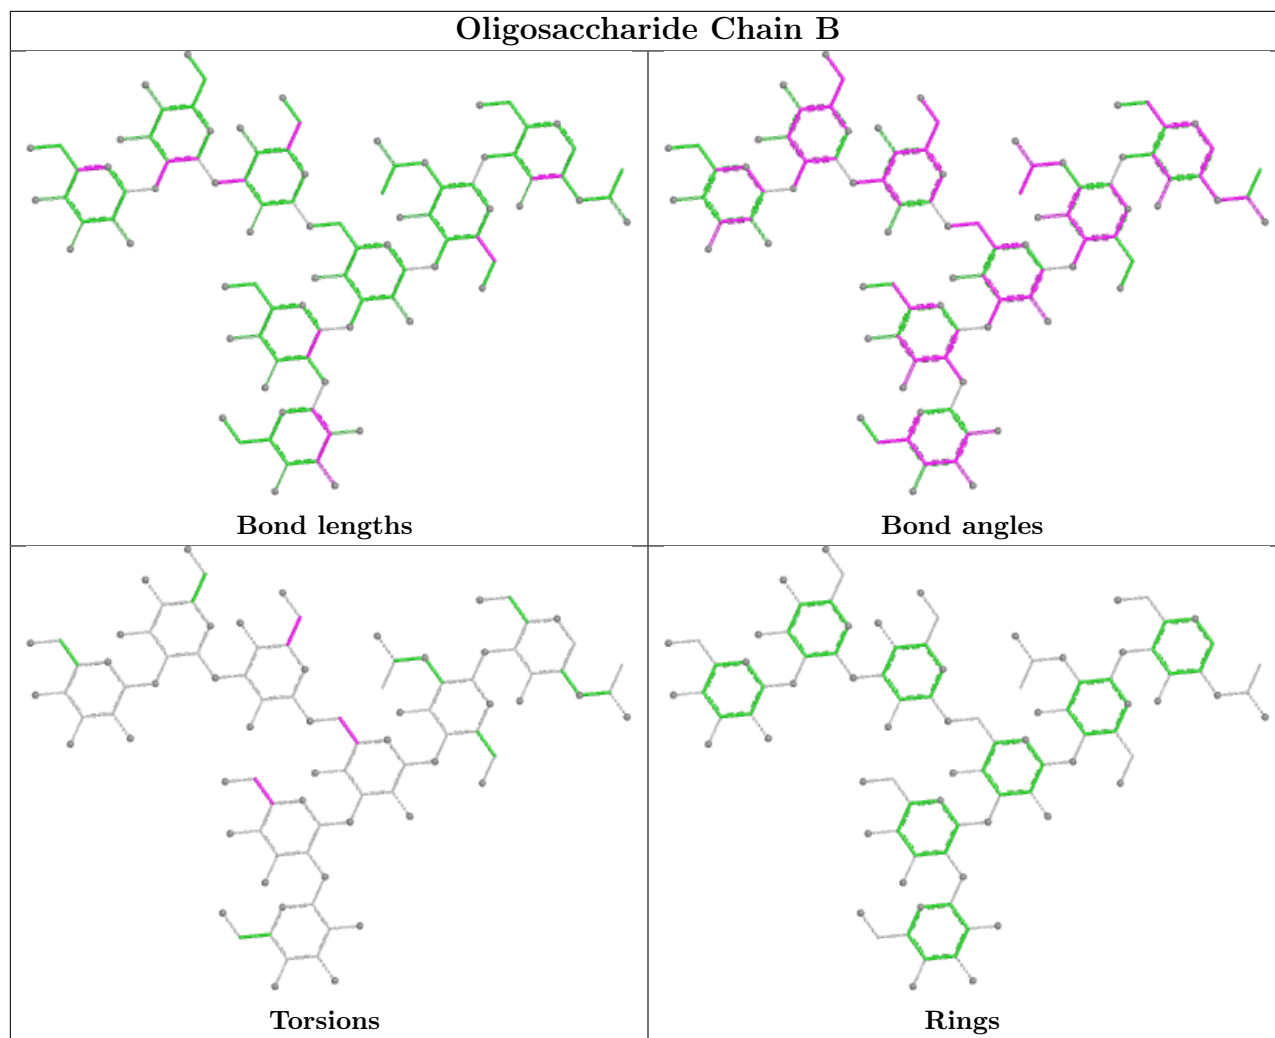 Oligosaccharide Chain B
Bond lengths
Bond angles
Torsions
Rings